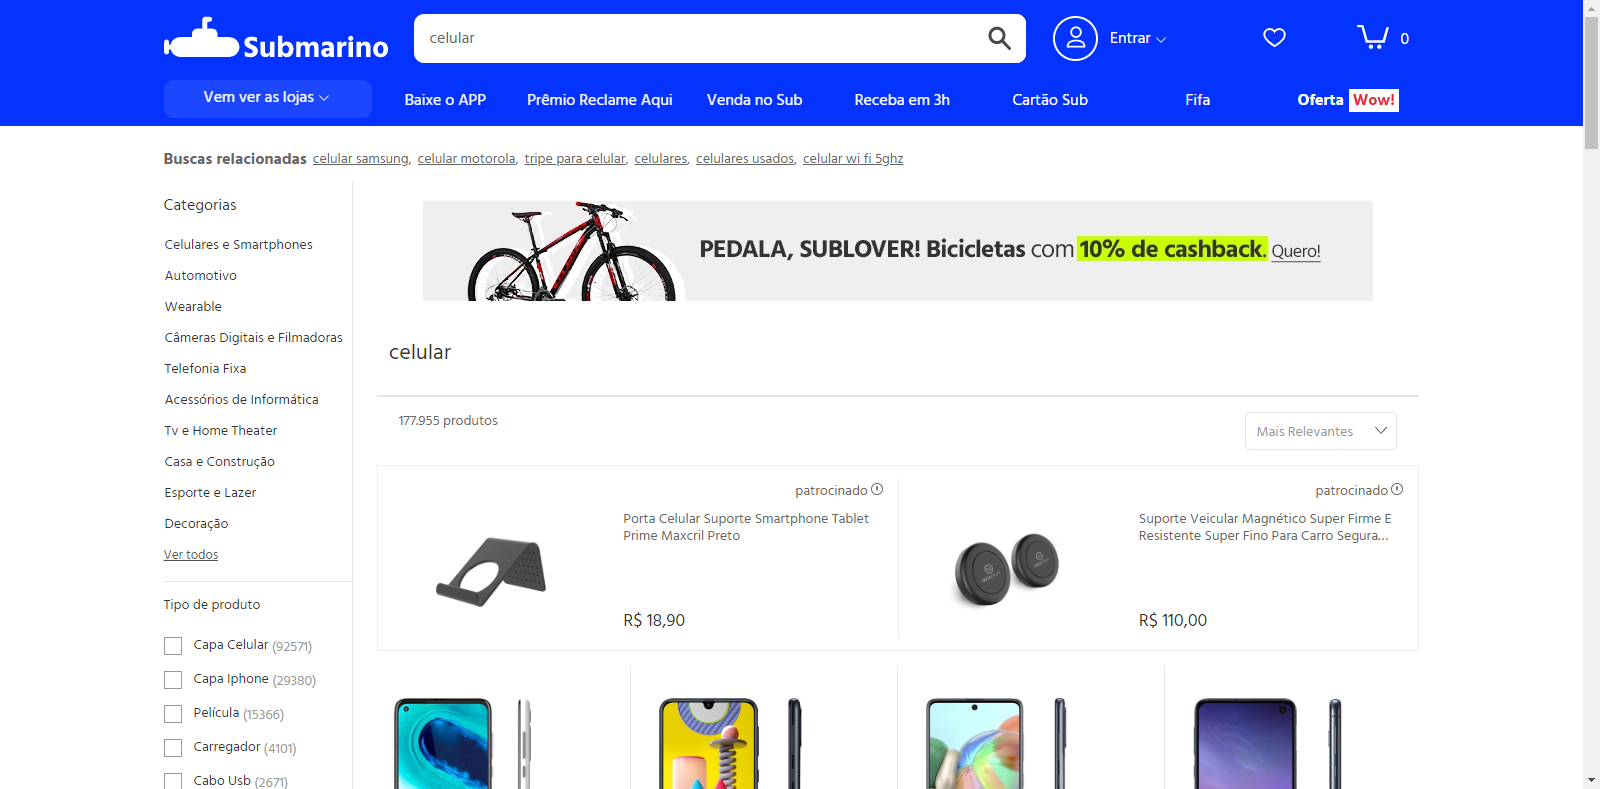 Submarino
celular
Entrar
0
Vem ver as lojas
Baixe o APP
Prêmio Reclame Aqui
Venda no Sub
Receba em 3h
Cartão Sub
Fifa
Oferta Wow!
Buscas relacionadas celular samsung, celular motorola, tripe para celular, celulares, celulares usados, celular wi fi 5ghz
Categorias
Celulares e Smartphones
Automotivo
Wearable
Câmeras Digitais e Filmadoras
Telefonia Fixa
Acessórios de Informática
Tv e Home Theater
Casa e Construção
Esporte e Lazer
Decoração
Ver todos
Tipo de produto
Capa Celular (92571)
Capa Iphone (29380)
Película (15366)
Carregador (4101)
Cabo Usb (2671)
PEDALA, SUBLOVER! Bicicletas com 10% de cashback. Quero!
celular
177.955 produtos
Mais Relevantes
patrocinado
Porta Celular Suporte Smartphone Tablet
Prime Maxcril Preto
R$ 18,90
patrocinado
Suporte Veicular Magnético Super Firme E
Resistente Super Fino Para Carro Segura...
R$ 110,00